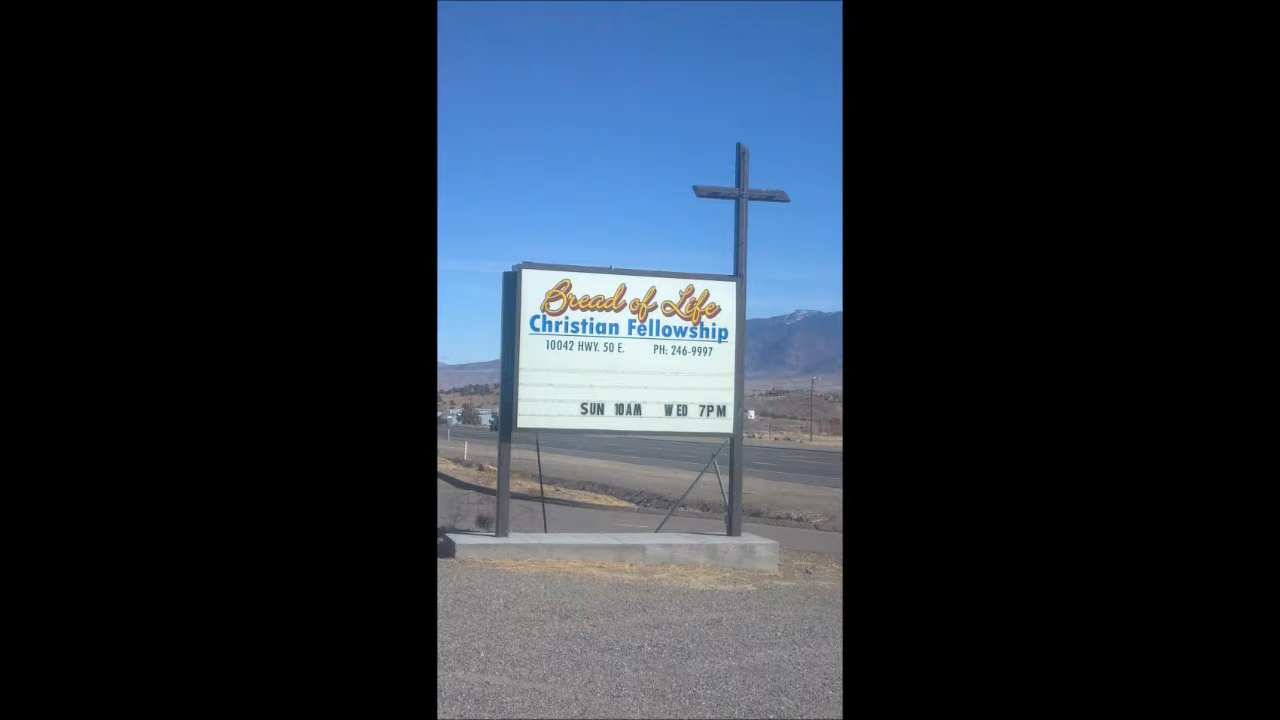 Bread of Life
Christian Fellowship
10042 HWY. 50 E. PH: 246-9997
SUN 10AM WED 7PM